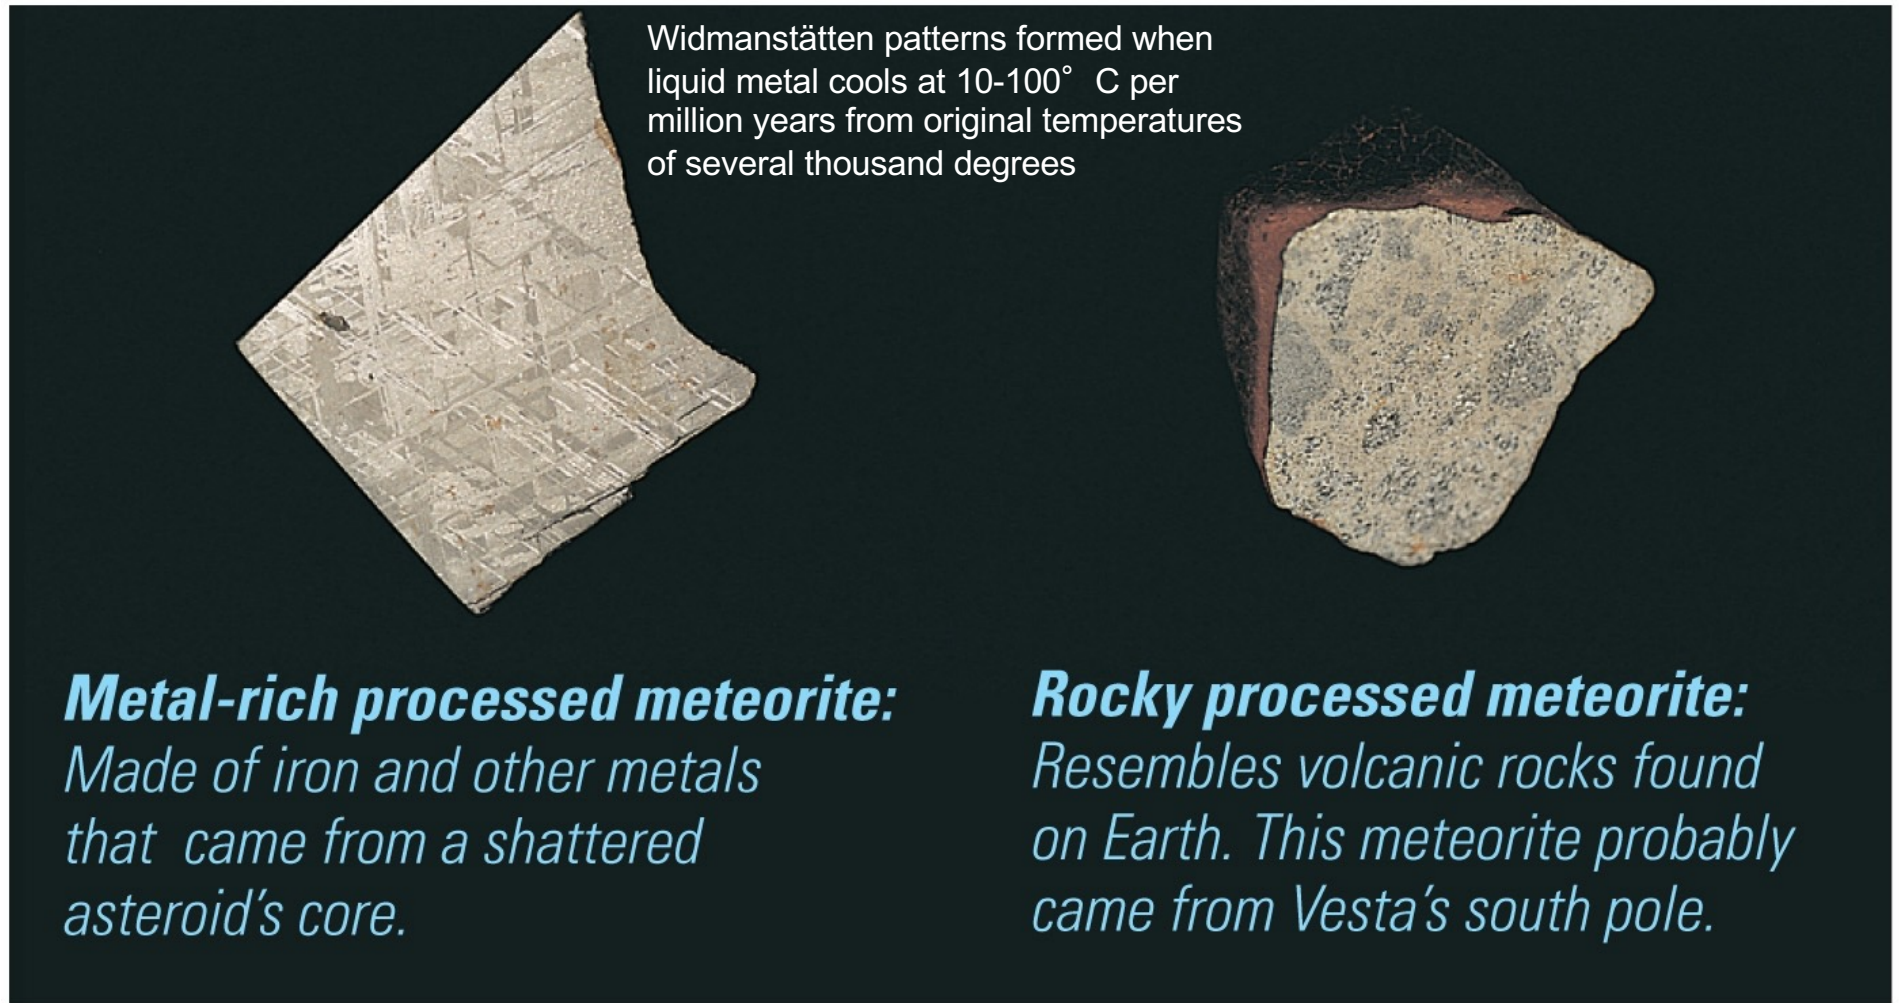 Widmanstätten patterns formed when
liquid metal cools at 10-100° C per
million years from original temperatures
of several thousand degrees
Metal-rich processed meteorite:
Made of iron and other metals
that came from a shattered
asteroid's core.
Rocky processed meteorite:
Resembles volcanic rocks found
on Earth. This meteorite probably
came from Vesta's south pole.